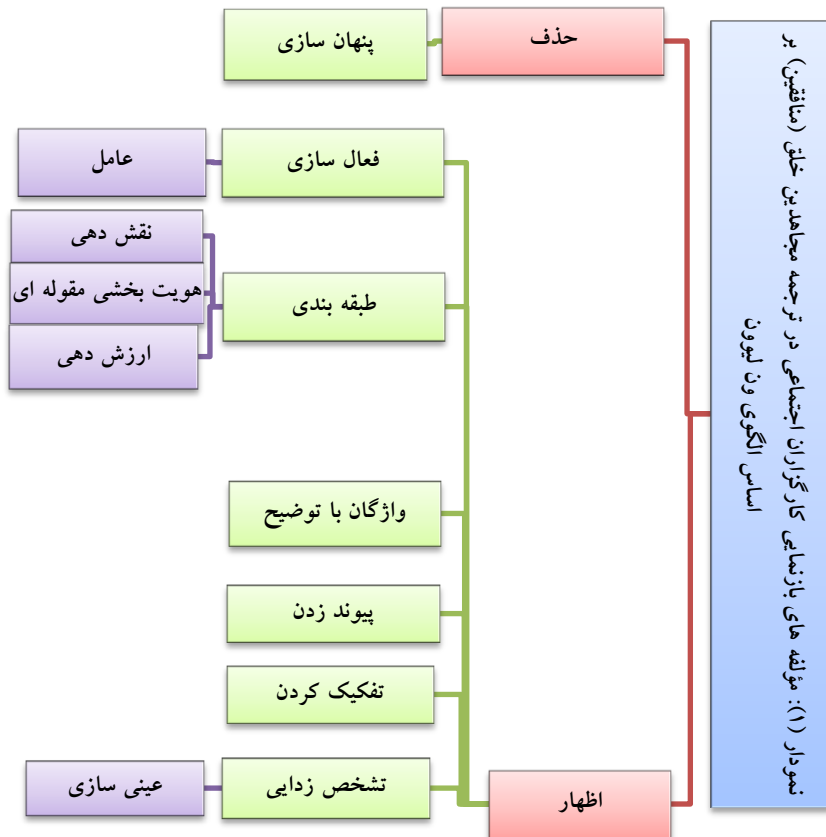 نمودار (۱): مؤلفه های بازنمایی کارگزاران اجتماعی در ترجمه مجاهدین خلق (منافقین) بر
اساس الگوی ون لیوون
حذف
پنهان سازی
اظهار
فعال سازی
عامل
طبقه بندی
نقش دهی
هویت بخشی مقوله ای
ارزش دهی
واژگان با توضیح
پیوند زدن
تفکیک کردن
تشخص زدایی
عینی سازی